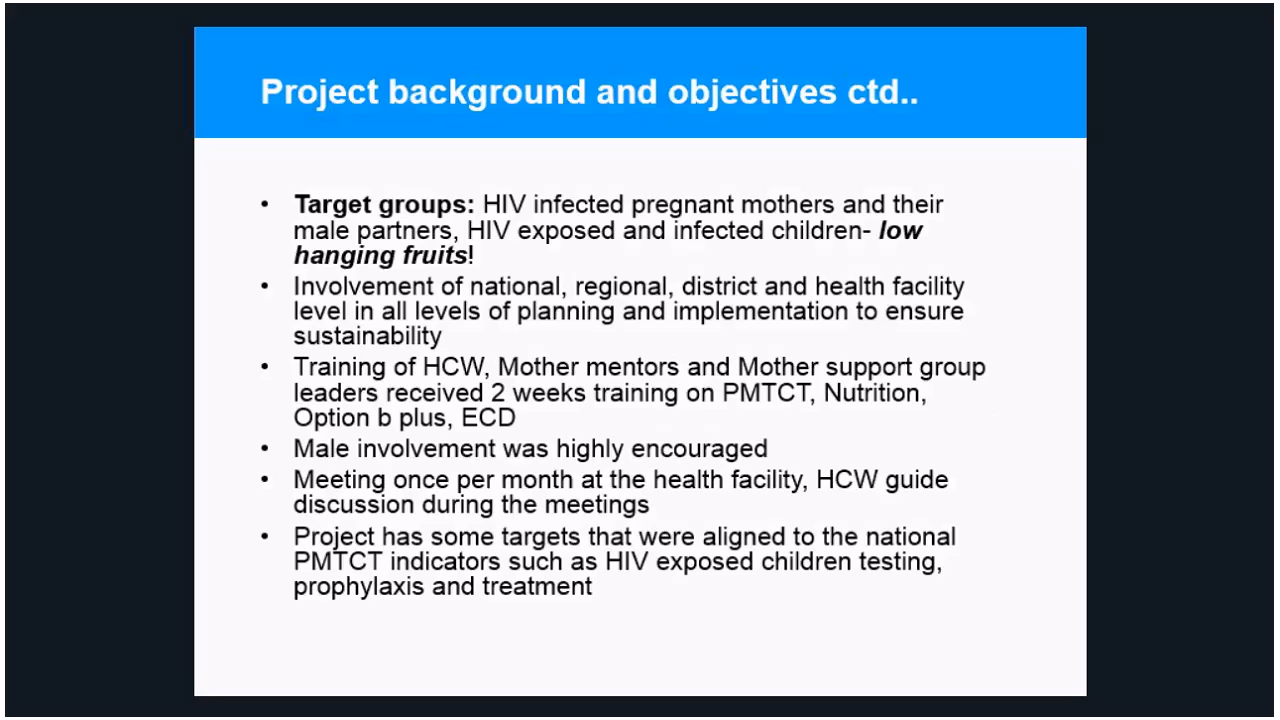 Project background and objectives ctd..
• Target groups: HIV infected pregnant mothers and their
male partners, HIV exposed and infected children- low
hanging fruits!
• Involvement of national, regional, district and health facility
level in all levels of planning and implementation to ensure
sustainability
• Training of HCW, Mother mentors and Mother support group
leaders received 2 weeks training on PMTCT, Nutrition,
Option b plus, ECD
• Male involvement was highly encouraged
• Meeting once per month at the health facility, HCW guide
discussion during the meetings
• Project has some targets that were aligned to the national
PMTCT indicators such as HIV exposed children testing,
prophylaxis and treatment